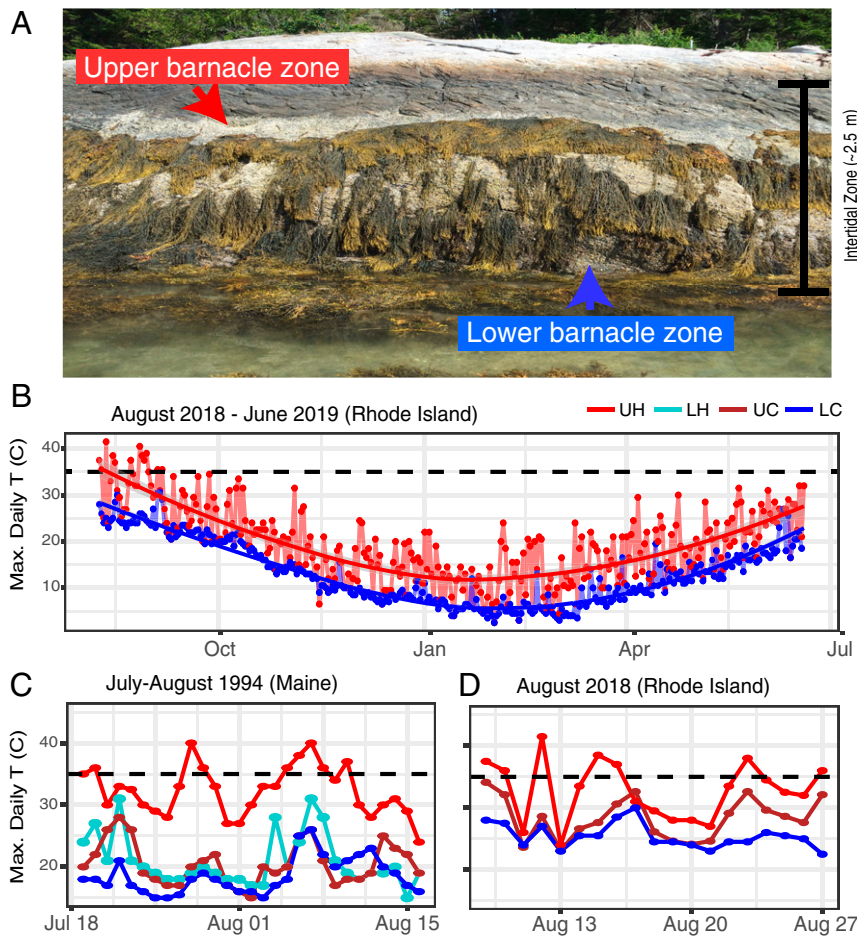 A
Upper barnacle zone
Intertidal Zone (~2.5 m)
Lower barnacle zone
B
August 2018 - June 2019 (Rhode Island)
UH LH UC LC
Max. Daily T (C)
40
30
20
10
Oct Jan Apr Jul
C
July-August 1994 (Maine)
D
August 2018 (Rhode Island)
Max. Daily T (C)
40
30
20
Jul 18 Aug 01 Aug 15
Aug 13 Aug 20 Aug 27